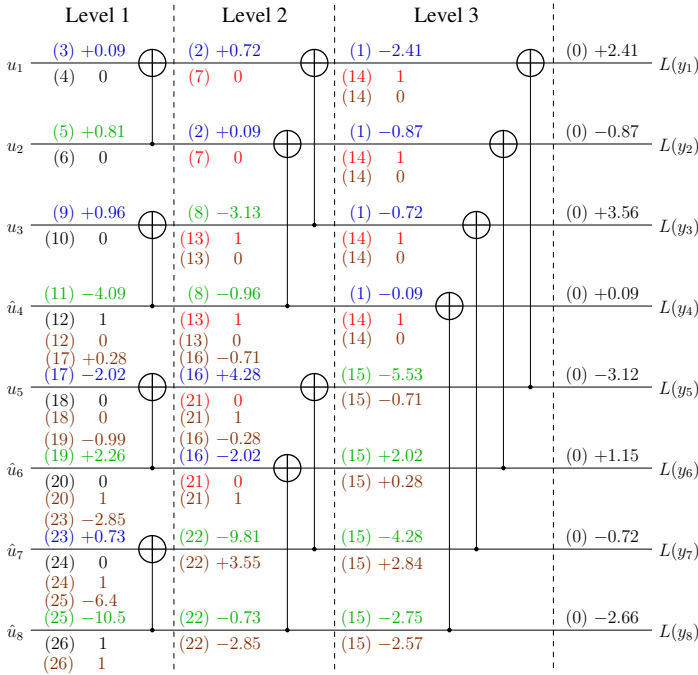 Level 1 Level 2 Level 3
(3) +0.09 (2) +0.72 (1) −2.41 (0) +2.41
u1 L(y1)
(4) 0 (7) 0 (14) 1
(14) 0
(5) +0.81 (2) +0.09 (1) −0.87 (0) −0.87
u2 L(y2)
(6) 0 (7) 0 (14) 1
(14) 0
(9) +0.96 (8) −3.13 (1) −0.72 (0) +3.56
u3 L(y3)
(10) 0 (13) 1 (14) 1
(13) 0 (14) 0
(11) −4.09 (8) −0.96 (1) −0.09 (0) +0.09
û4 L(y4)
(12) 1 (13) 1 (14) 1
(12) 0 (13) 0 (14) 0
(17) +0.28 (16) −0.71
(17) −2.02 (16) +4.28 (15) −5.53 (0) −3.12
u5 L(y5)
(18) 0 (21) 0 (15) −0.71
(18) 0 (21) 1
(19) −0.99 (16) −0.28
(19) +2.26 (16) −2.02 (15) +2.02 (0) +1.15
û6 L(y6)
(20) 0 (21) 0 (15) +0.28
(20) 1 (21) 1
(23) −2.85
(23) +0.73 (22) −9.81 (15) −4.28 (0) −0.72
û7 L(y7)
(24) 0 (22) +3.55 (15) +2.84
(24) 1
(25) −6.4
(25) −10.5 (22) −0.73 (15) −2.75 (0) −2.66
û8 L(y8)
(26) 1 (22) −2.85 (15) −2.57
(26) 1